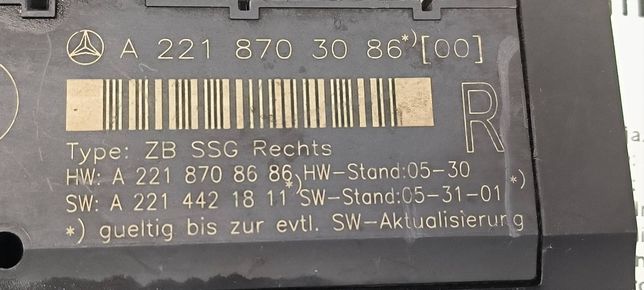 A 221 870 30 86*)[00]
R
Type: ZB SSG Rechts
HW: A 221 870 86 86 HW-Stand:05-30
SW: A 221 442 18 11*) SW-Stand:05-31-01 *)
*) gueltig bis zur evtl. SW-Aktualisierung